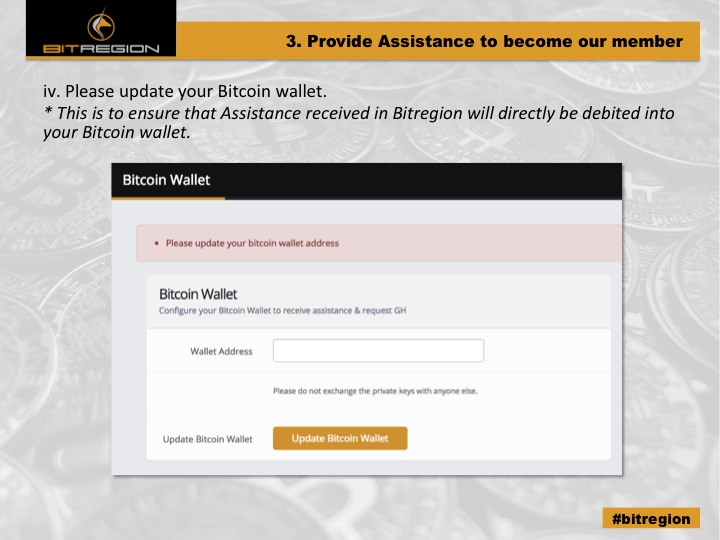 BITREGION
3. Provide Assistance to become our member
iv. Please update your Bitcoin wallet.
* This is to ensure that Assistance received in Bitregion will directly be debited into
your Bitcoin wallet.
Bitcoin Wallet
• Please update your bitcoin wallet address
Bitcoin Wallet
Configure your Bitcoin Wallet to receive assistance & request GH
Wallet Address
Please do not exchange the private keys with anyone else.
Update Bitcoin Wallet Update Bitcoin Wallet
#bitregion